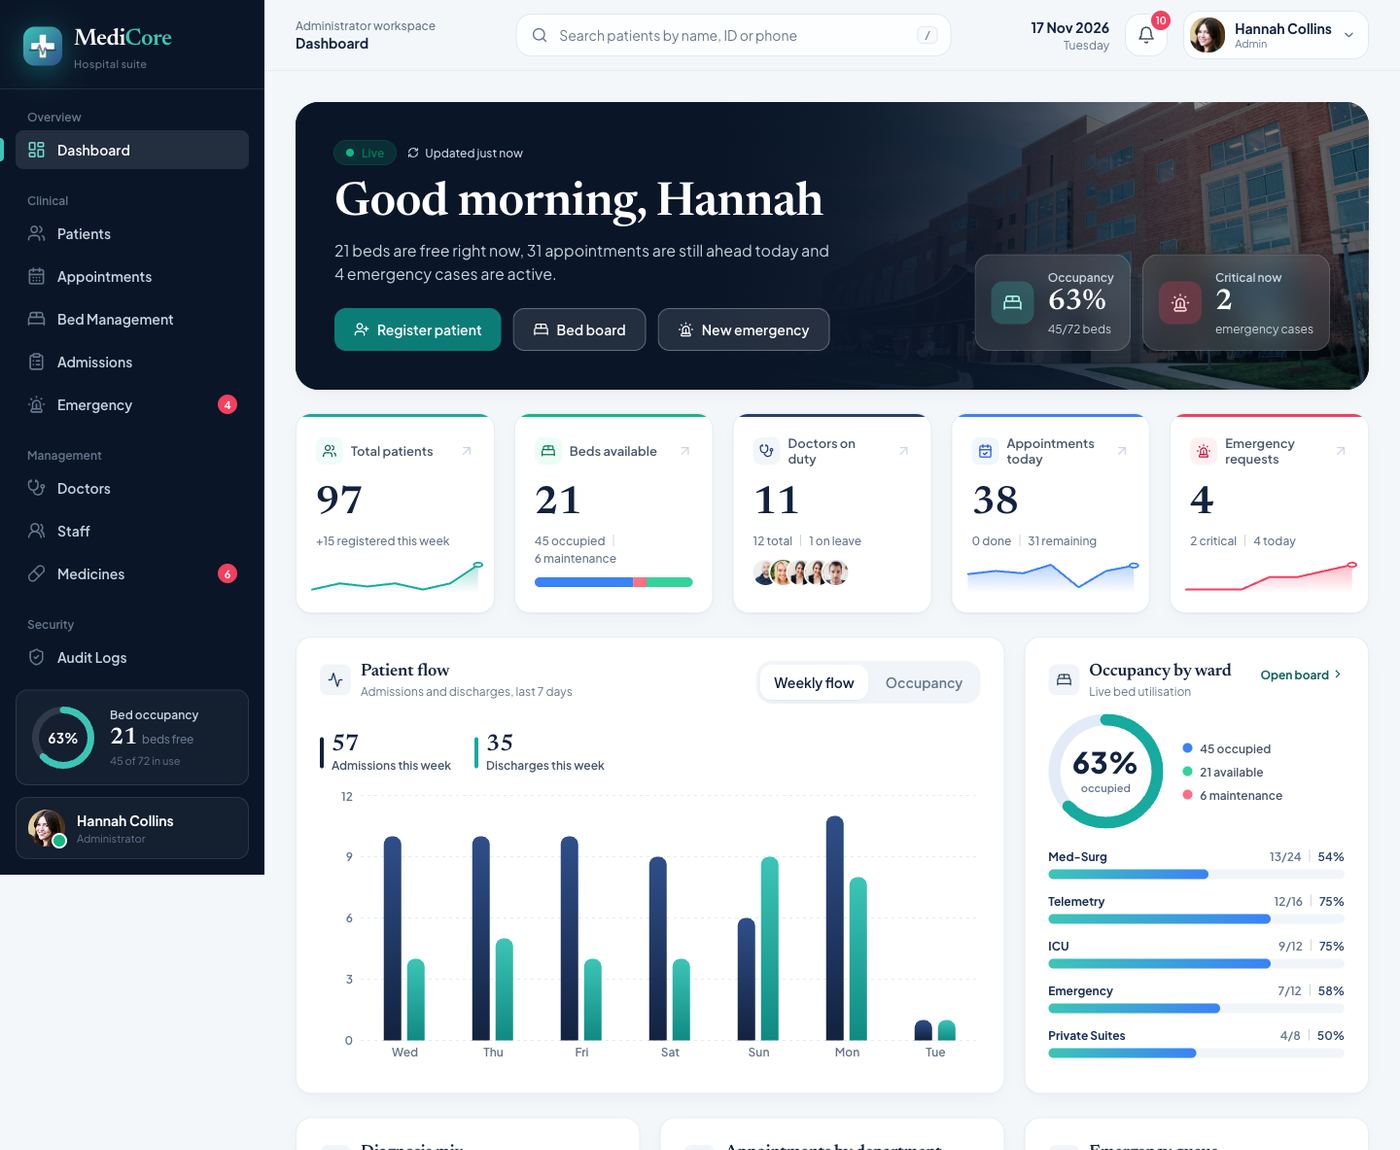 MediCore
Hospital suite
Overview
Dashboard
Clinical
Patients
Appointments
Bed Management
Admissions
Emergency 4
Management
Doctors
Staff
Medicines 6
Security
Audit Logs
63%
Bed occupancy
21 beds free
45 of 72 in use
Hannah Collins
Administrator
Administrator workspace
Dashboard
Search patients by name, ID or phone /
17 Nov 2026
Tuesday
10
Hannah Collins
Admin
Live Updated just now
Good morning, Hannah
21 beds are free right now, 31 appointments are still ahead today and
4 emergency cases are active.
Register patient Bed board New emergency
Occupancy
63%
45/72 beds
Critical now
2
emergency cases
Total patients
97
+15 registered this week
Beds available
21
45 occupied
6 maintenance
Doctors on
duty
11
12 total 1 on leave
Appointments
today
38
0 done 31 remaining
Emergency
requests
4
2 critical 4 today
Patient flow
Admissions and discharges, last 7 days
Weekly flow Occupancy
57
Admissions this week
35
Discharges this week
12
9
6
3
0
Wed Thu Fri Sat Sun Mon Tue
Occupancy by ward
Live bed utilisation
Open board
63%
occupied
45 occupied
21 available
6 maintenance
Med-Surg 13/24 54%
Telemetry 12/16 75%
ICU 9/12 75%
Emergency 7/12 58%
Private Suites 4/8 50%
Diagnosis mix
Appointments by department
Emergency queue